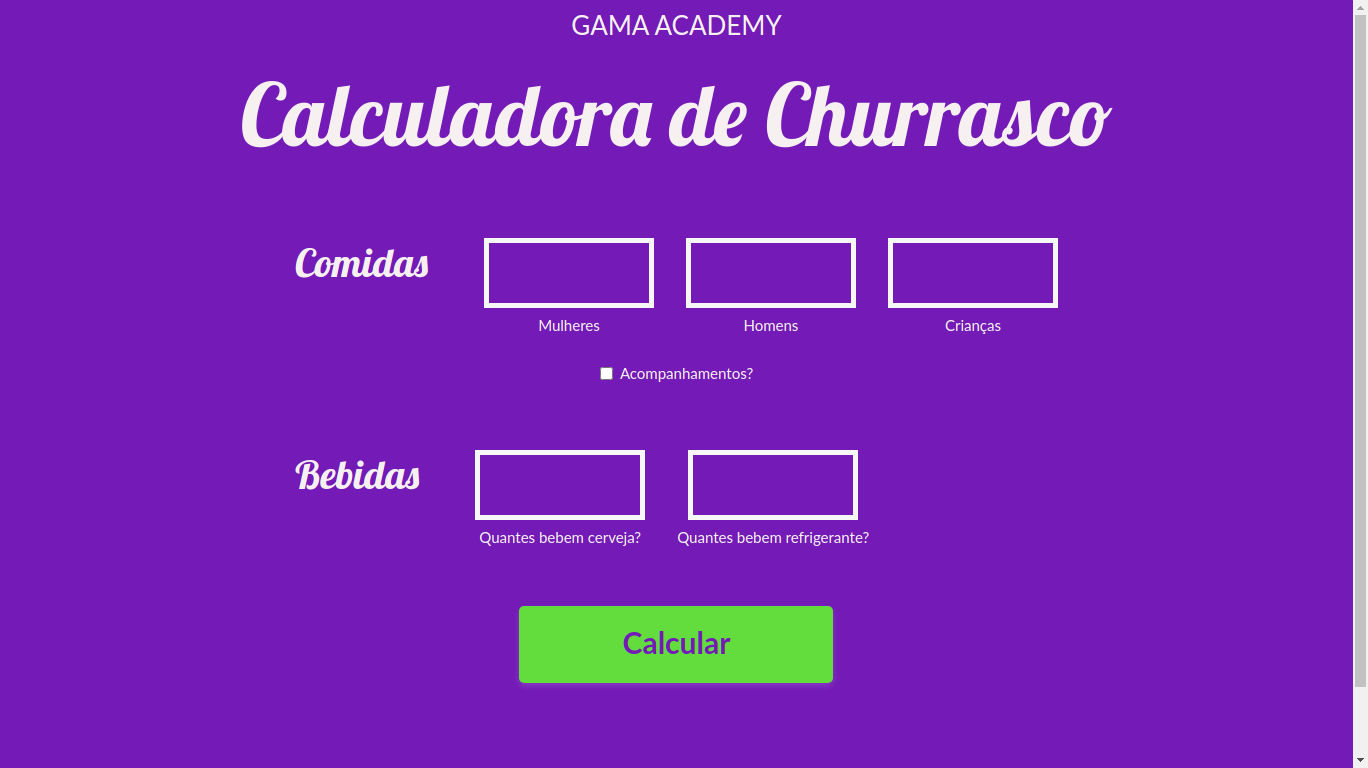 GAMA ACADEMY
Calculadora de Churrasco
Comidas
Mulheres
Homens
Crianças
Acompanhamentos?
Bebidas
Quantes bebem cerveja?
Quantes bebem refrigerante?
Calcular